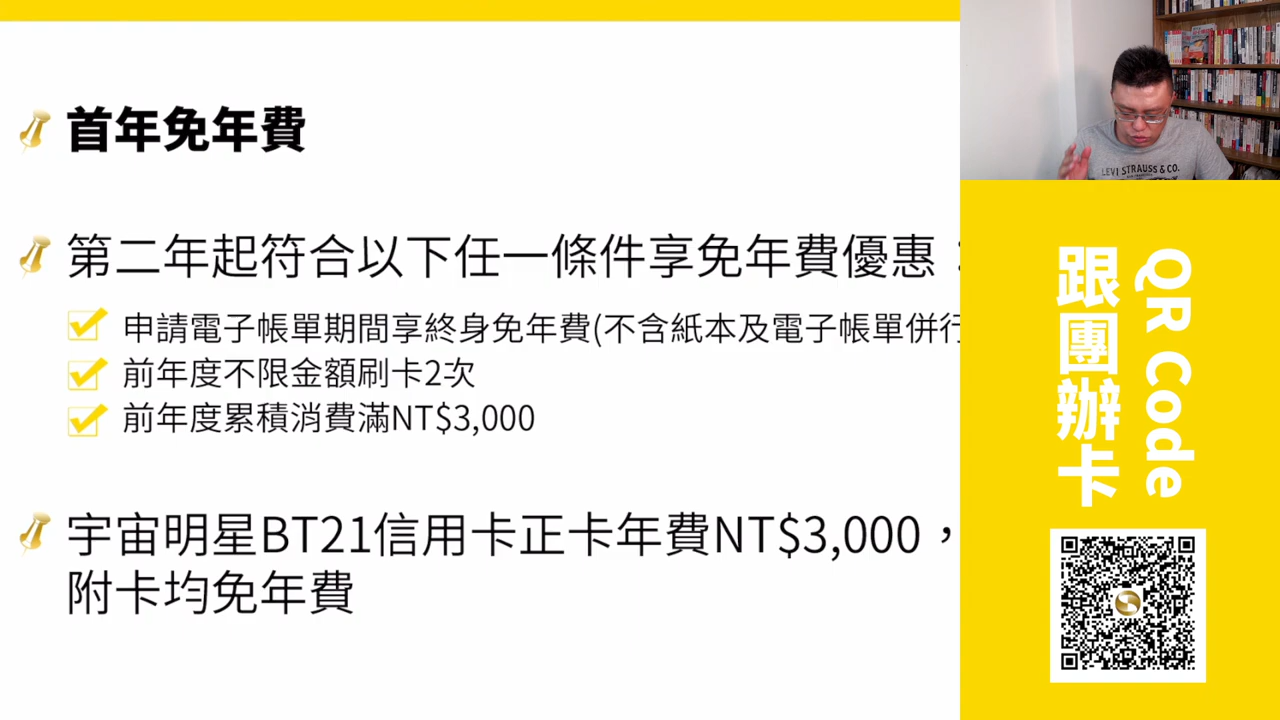 首年免年費
第二年起符合以下任一條件享免年費優惠：
申請電子帳單期間享終身免年費(不含紙本及電子帳單併行
前年度不限金額刷卡2次
前年度累積消費滿NT$3,000
宇宙明星BT21信用卡正卡年費NT$3,000，
附卡均免年費
LEVI STRAUSS & CO.
QR Code
跟團辦卡